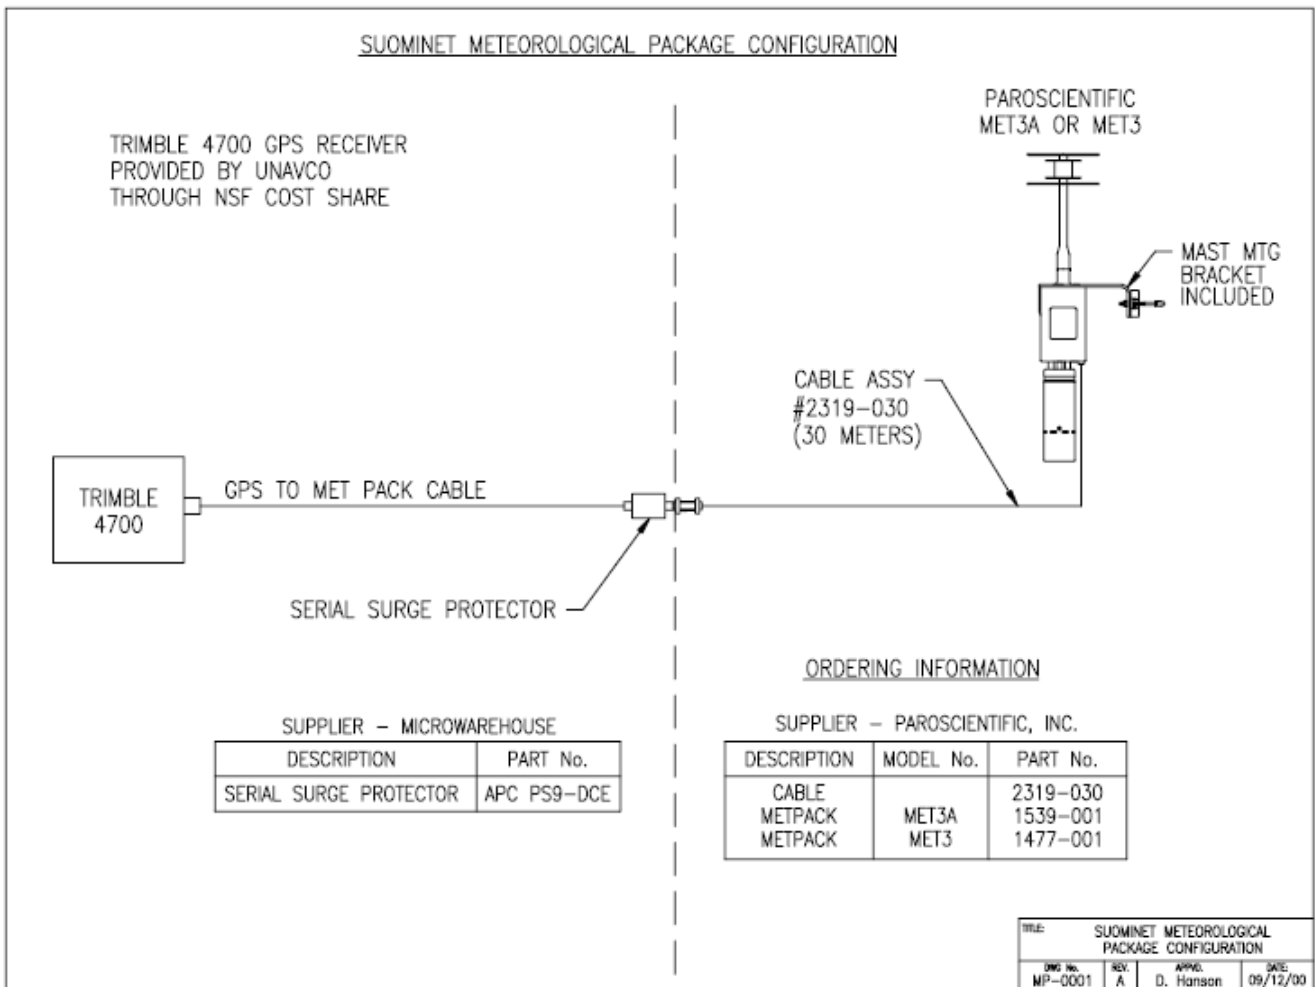 SUOMINET METEOROLOGICAL PACKAGE CONFIGURATION
TRIMBLE 4700 GPS RECEIVER
PROVIDED BY UNAVCO
THROUGH NSF COST SHARE
PAROSCIENTIFIC
MET3A OR MET3
MAST MTG
BRACKET
INCLUDED
CABLE ASSY
#2319-030
(30 METERS)
TRIMBLE
4700
GPS TO MET PACK CABLE
SERIAL SURGE PROTECTOR
ORDERING INFORMATION
SUPPLIER - MICROWAREHOUSE
DESCRIPTION PART No.
SERIAL SURGE PROTECTOR APC PS9-DCE
SUPPLIER - PAROSCIENTIFIC, INC.
DESCRIPTION MODEL No. PART No.
CABLE 2319-030
METPACK MET3A 1539-001
METPACK MET3 1477-001
TITLE: SUOMINET METEOROLOGICAL
PACKAGE CONFIGURATION
DWG No. REV. APPVD. DATE:
MP-0001 A D. Hanson 09/12/00